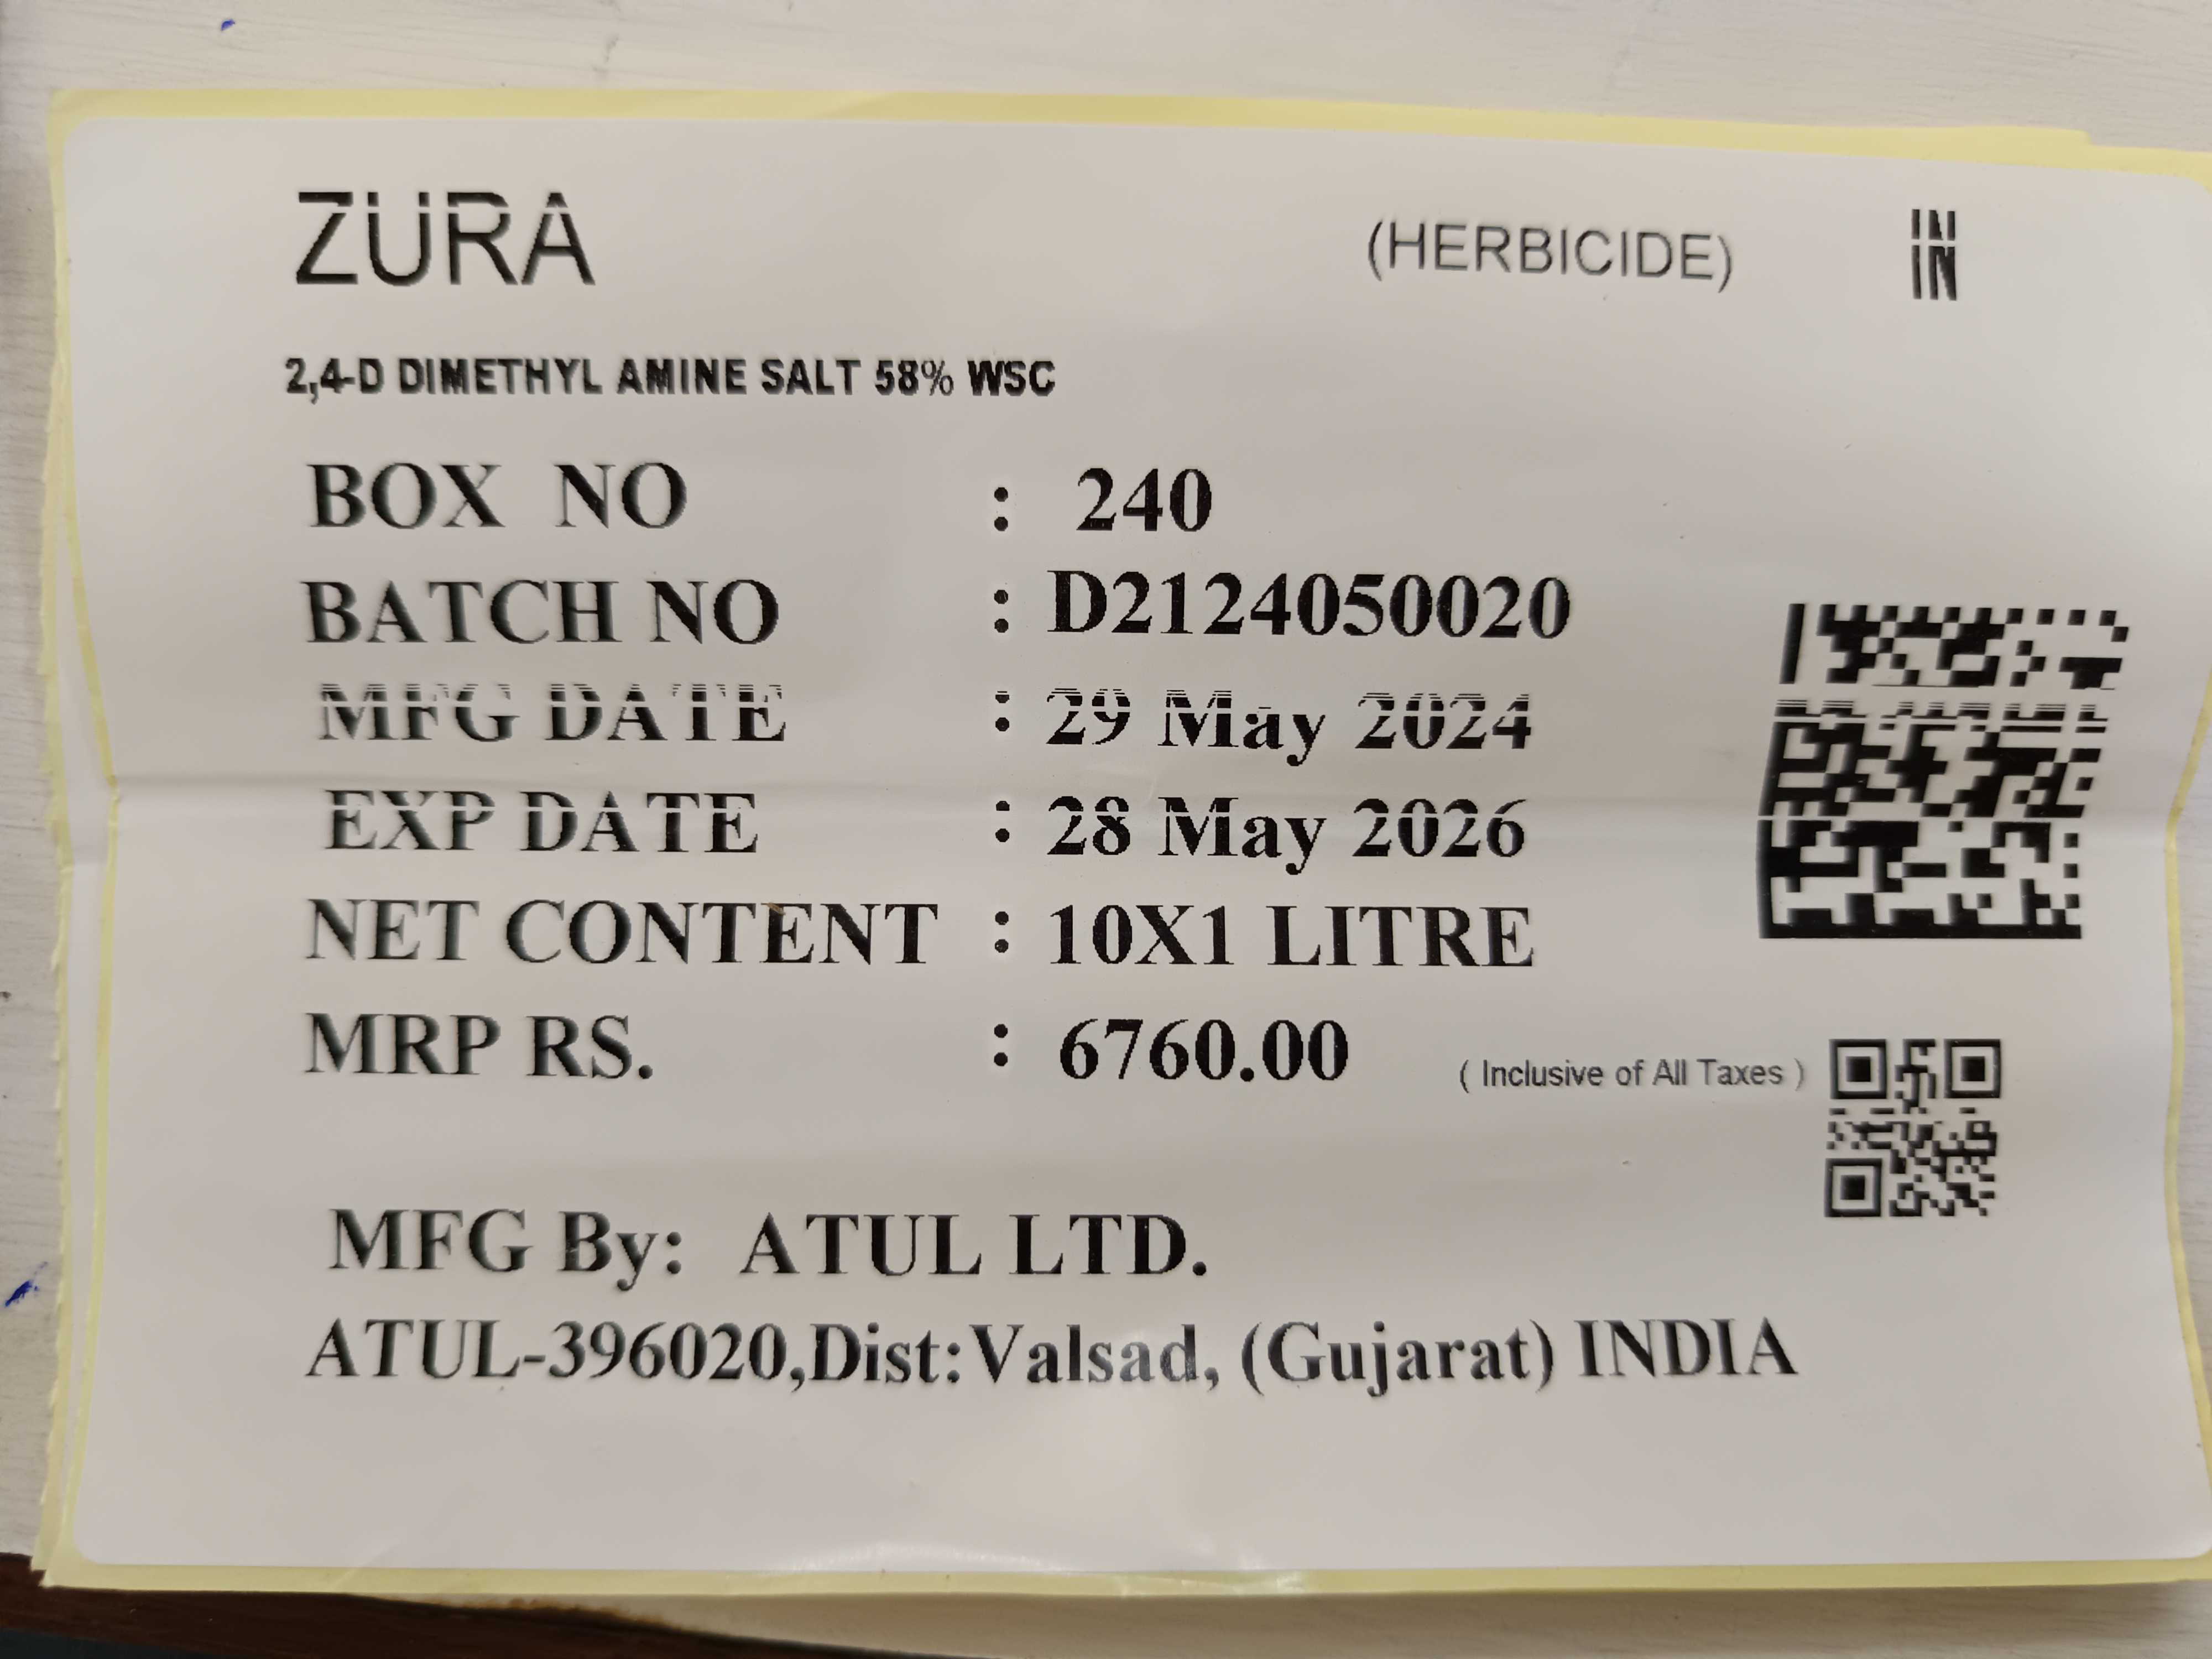 ZURA (HERBICIDE) IN
2,4-D DIMETHYL AMINE SALT 58% WSC
BOX NO : 240
BATCH NO : D2124050020
MFG DATE : 29 May 2024
EXP DATE : 28 May 2026
NET CONTENT : 10X1 LITRE
MRP RS. : 6760.00 ( Inclusive of All Taxes )
MFG By: ATUL LTD.
ATUL-396020,Dist:Valsad, (Gujarat) INDIA